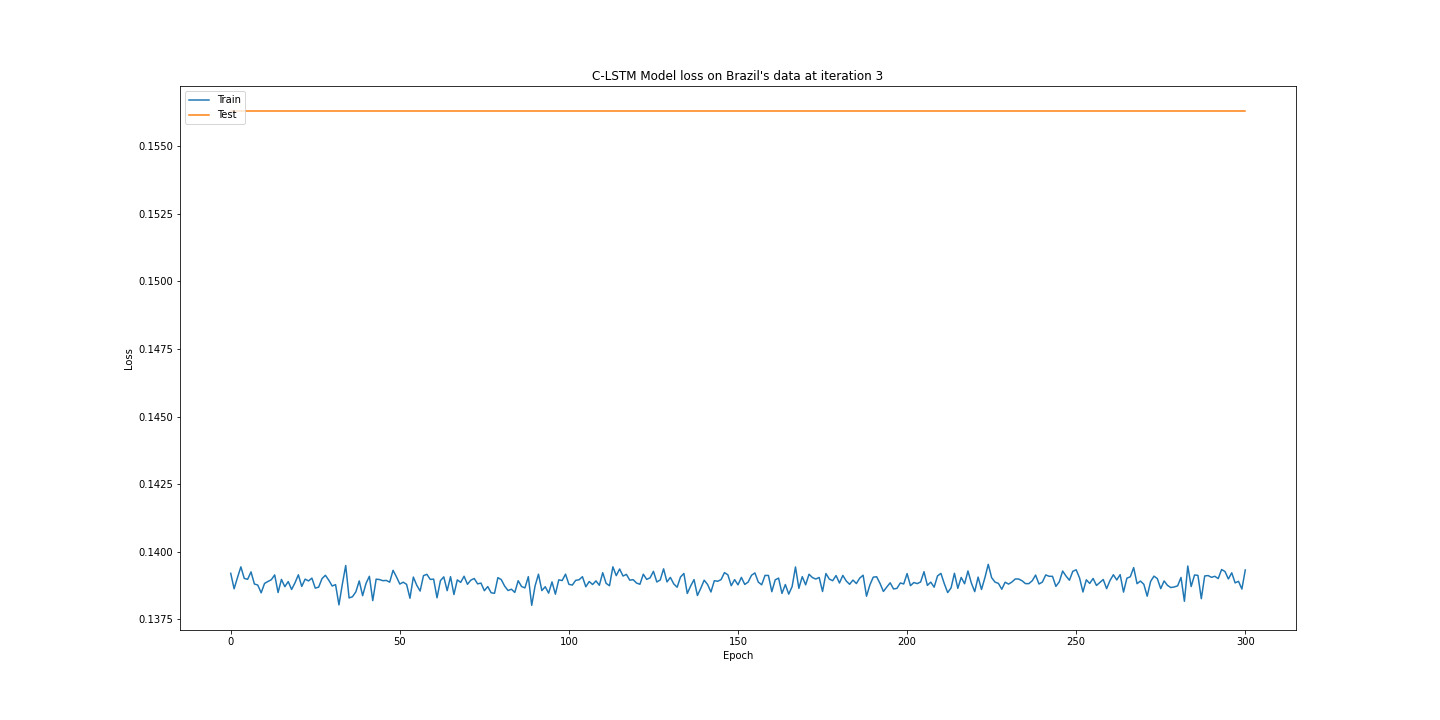 C-LSTM Model loss on Brazil's data at iteration 3
Train
Test
0.1550
0.1525
0.1500
0.1475
0.1450
0.1425
0.1400
0.1375
Loss
0 50 100 150 200 250 300
Epoch